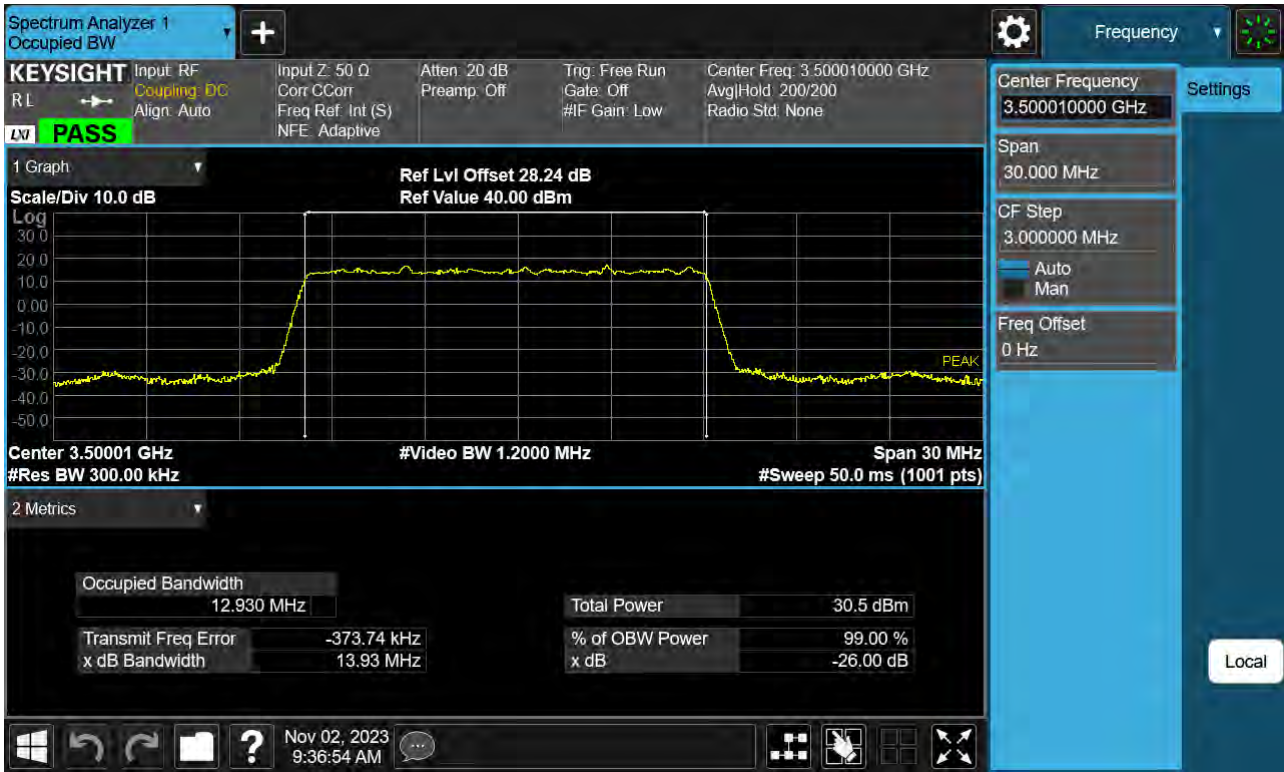 Spectrum Analyzer 1
Occupied BW
Frequency
KEYSIGHT
RL
LXI PASS
Input: RF
Coupling: DC
Align: Auto
Input Z: 50 Ω
Corr CCorr
Freq Ref: Int (S)
NFE: Adaptive
Atten: 20 dB
Preamp: Off
Trig: Free Run
Gate: Off
#IF Gain: Low
Center Freq: 3.500010000 GHz
Avg|Hold: 200/200
Radio Std: None
Center Frequency
3.500010000 GHz
Settings
Span
30.000 MHz
CF Step
3.000000 MHz
Auto
Man
Freq Offset
0 Hz
1 Graph
Ref Lvl Offset 28.24 dB
Scale/Div 10.0 dB
Ref Value 40.00 dBm
Log
30.0
20.0
10.0
0.00
-10.0
-20.0
-30.0
-40.0
-50.0
PEAK
Center 3.50001 GHz
#Video BW 1.2000 MHz
Span 30 MHz
#Res BW 300.00 kHz
#Sweep 50.0 ms (1001 pts)
2 Metrics
Occupied Bandwidth
12.930 MHz
Total Power 30.5 dBm
Transmit Freq Error -373.74 kHz
% of OBW Power 99.00 %
x dB Bandwidth 13.93 MHz
x dB -26.00 dB
Local
Nov 02, 2023
9:36:54 AM